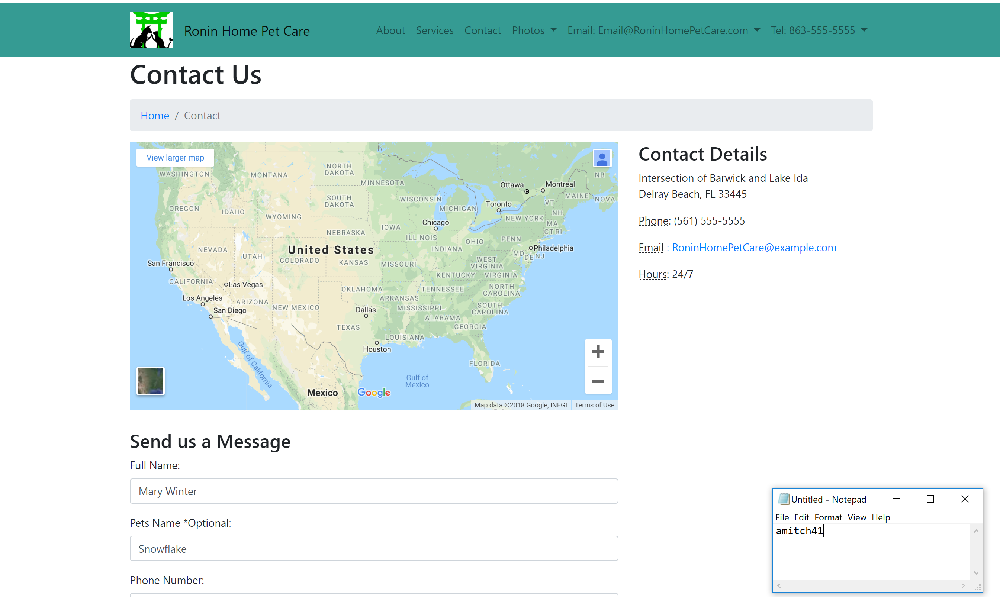 Ronin Home Pet Care
About Services Contact Photos Email: Email@RoninHomePetCare.com Tel: 863-555-5555
Contact Us
Home / Contact
View larger map
WASHINGTON
MONTANA
NORTH
DAKOTA
MINNESOTA
Ottawa
Montreal
NB
OREGON
IDAHO
WYOMING
SOUTH
DAKOTA
WISCONSIN
MICHIGAN
Toronto
VT
MAINE
NOVA
NH
NEW YORK
MA
CT RI
Chicago
IOWA
NEBRASKA
ILLINOIS
INDIANA
OHIO
PENN
Philadelphia
MD
DE NJ
NEVADA
UTAH
United States
COLORADO
KANSAS
MISSOURI
WEST
VIRGINIA
KENTUCKY
VIRGINIA
San Francisco
CALIFORNIA
Las Vegas
OKLAHOMA
TENNESSEE
NORTH
CAROLINA
Los Angeles
ARIZONA
NEW MEXICO
ARKANSAS
MISSISSIPPI
SOUTH
CAROLINA
San Diego
Dallas
ALABAMA
TEXAS
GEORGIA
LOUISIANA
Houston
Gulf of California
FLORIDA
Gulf of
Mexico
Mexico
Google
Map data ©2018 Google, INEGI
Terms of Use
Contact Details
Intersection of Barwick and Lake Ida
Delray Beach, FL 33445
Phone: (561) 555-5555
Email : RoninHomePetCare@example.com
Hours: 24/7
Send us a Message
Full Name:
Mary Winter
Pets Name *Optional:
Snowflake
Phone Number:
Untitled - Notepad
File Edit Format View Help
amitch41